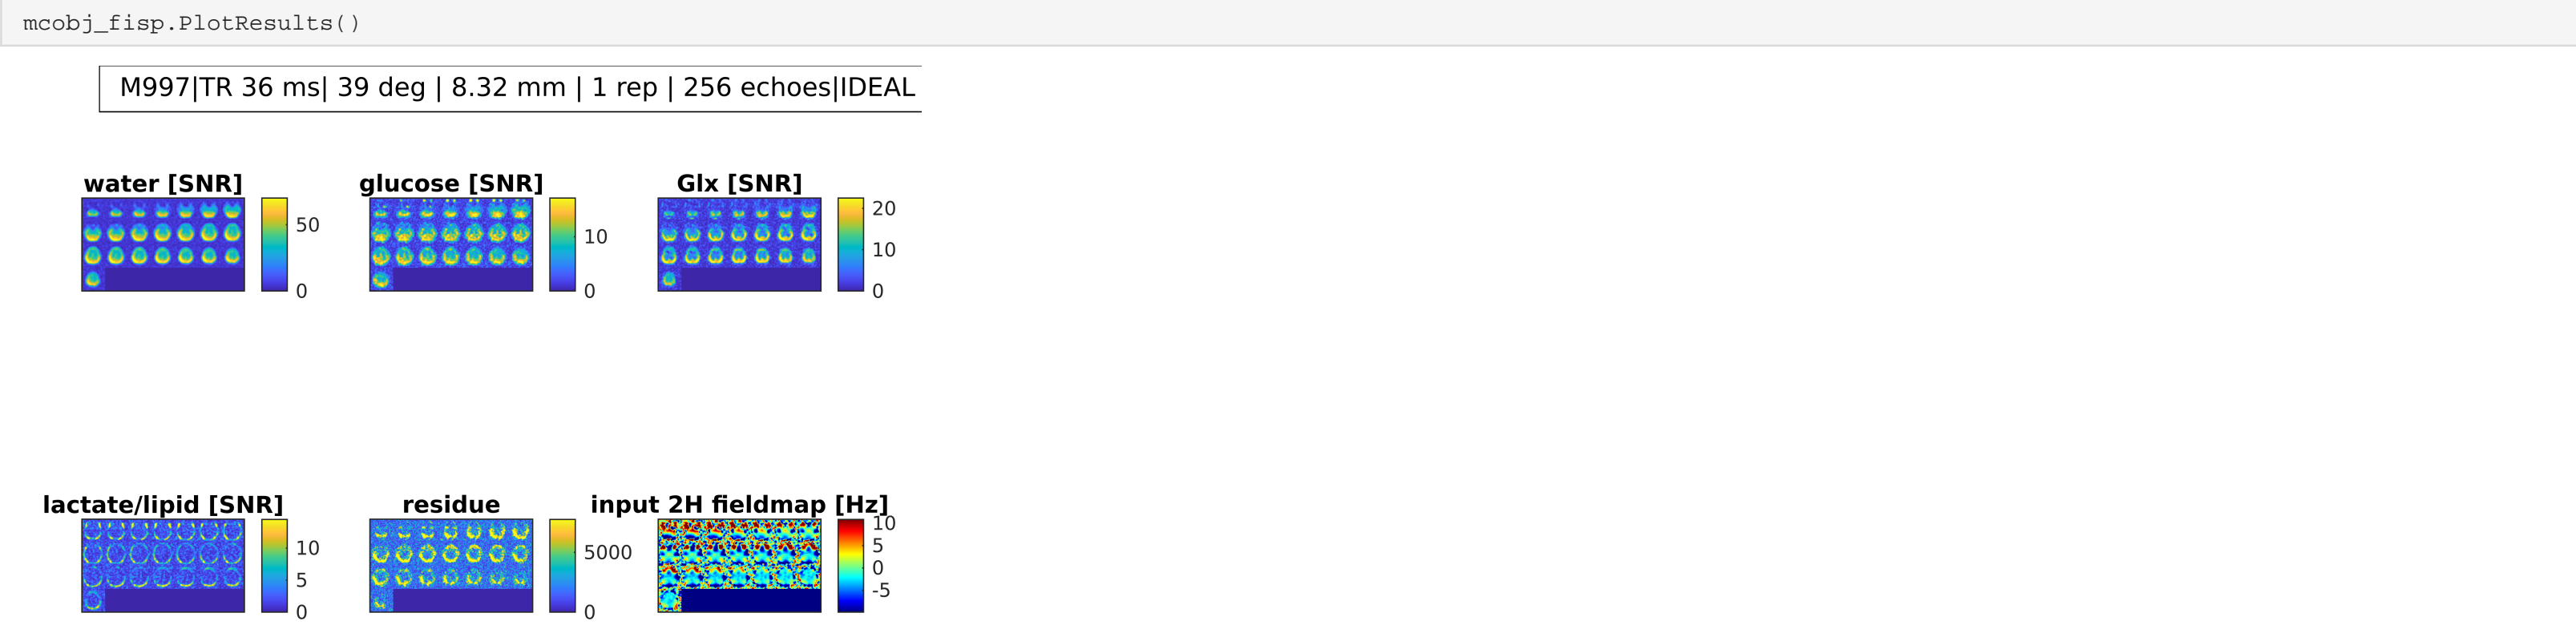 mcobj_fisp.PlotResults()
M997|TR 36 ms| 39 deg | 8.32 mm | 1 rep | 256 echoes|IDEAL
water [SNR]
50
0
glucose [SNR]
10
0
Glx [SNR]
20
10
0
lactate/lipid [SNR]
10
5
0
residue
5000
0
input 2H fieldmap [Hz]
10
5
0
-5